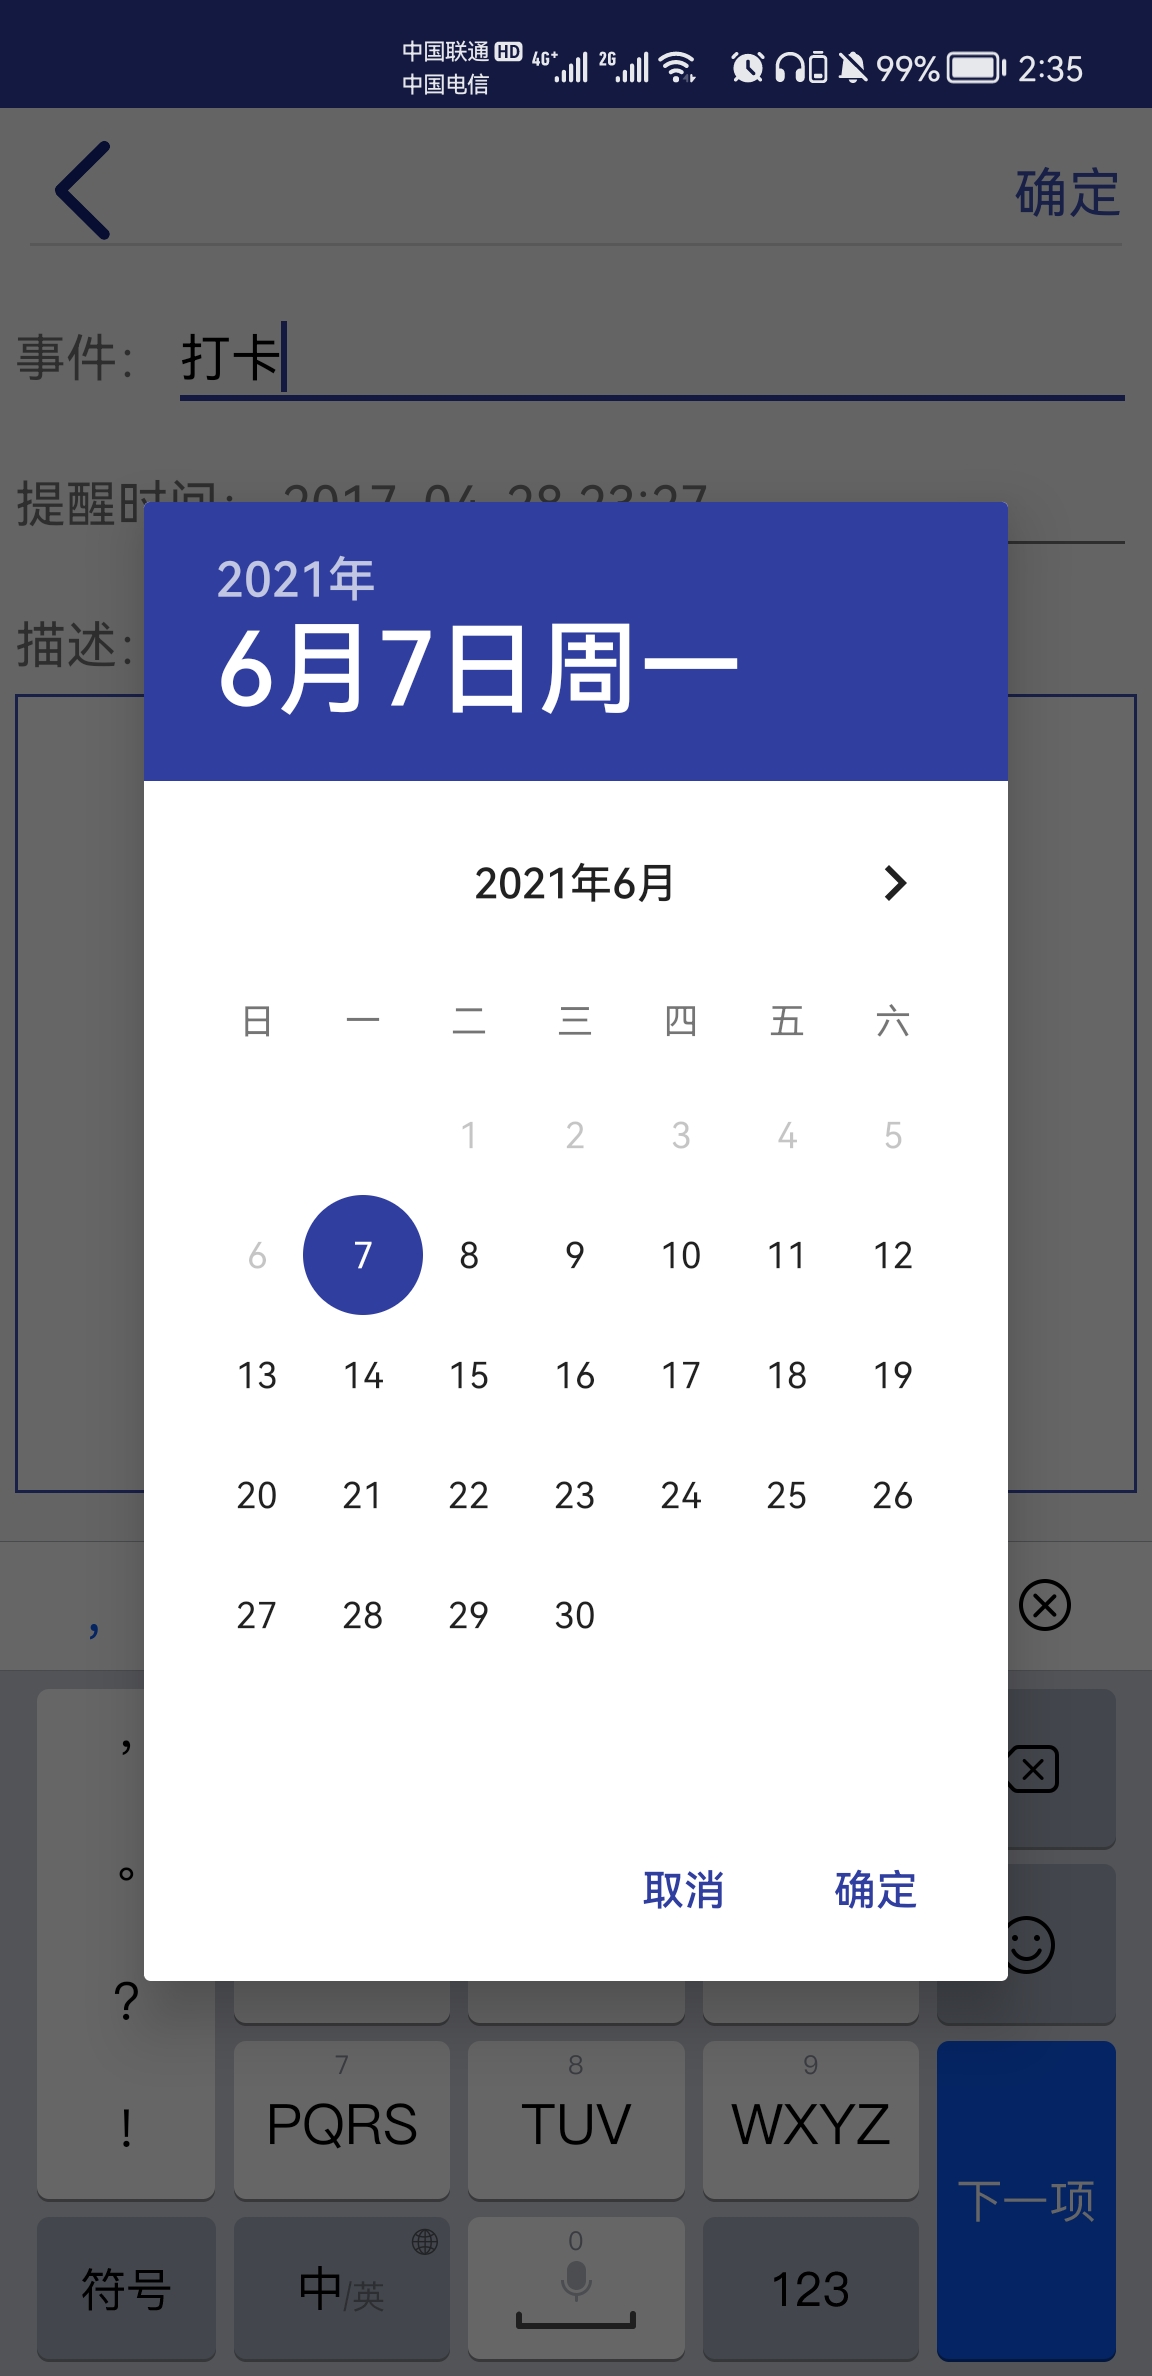 中国联通 HD 4G+ 2G 99% 2:35
中国电信
确定
事件： 打卡
提醒时间： 2017-04-28 23:27
描述：
2021年
6月7日周一
2021年6月
日 一 二 三 四 五 六
1 2 3 4 5
6 7 8 9 10 11 12
13 14 15 16 17 18 19
20 21 22 23 24 25 26
27 28 29 30
取消 确定
，
，
。
?
!
7 8 9
PQRS TUV WXYZ
下一项
0
符号 中/英 123